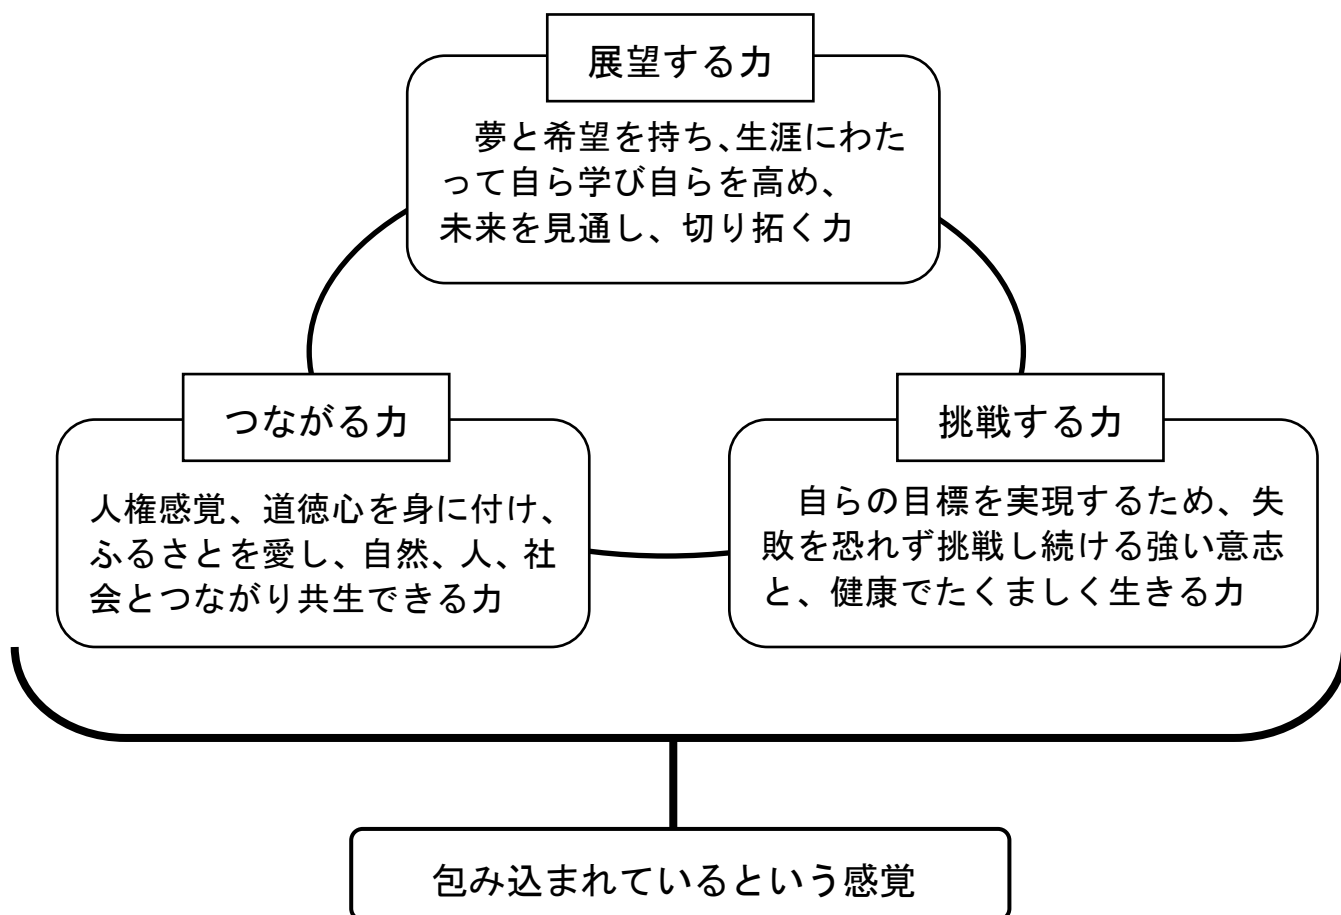 展望する力
　夢と希望を持ち、生涯にわた
って自ら学び自らを高め、
未来を見通し、切り拓く力
つながる力
人権感覚、道徳心を身に付け、
ふるさとを愛し、自然、人、社
会とつながり共生できる力
挑戦する力
　自らの目標を実現するため、失
敗を恐れず挑戦し続ける強い意志
と、健康でたくましく生きる力
包み込まれているという感覚